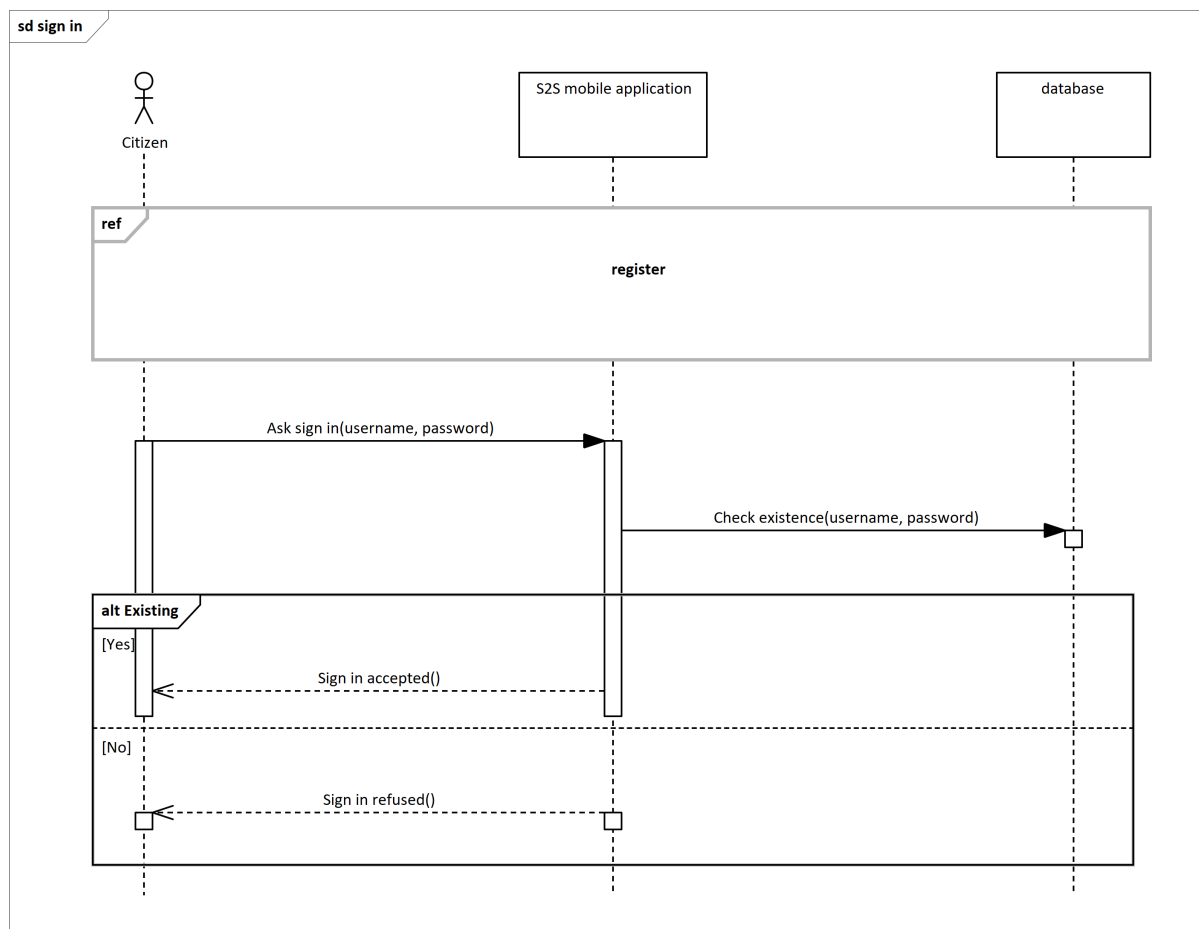 sd sign in
Citizen
S2S mobile application
database
ref
register
Ask sign in(username, password)
Check existence(username, password)
alt Existing
[Yes]
Sign in accepted()
[No]
Sign in refused()